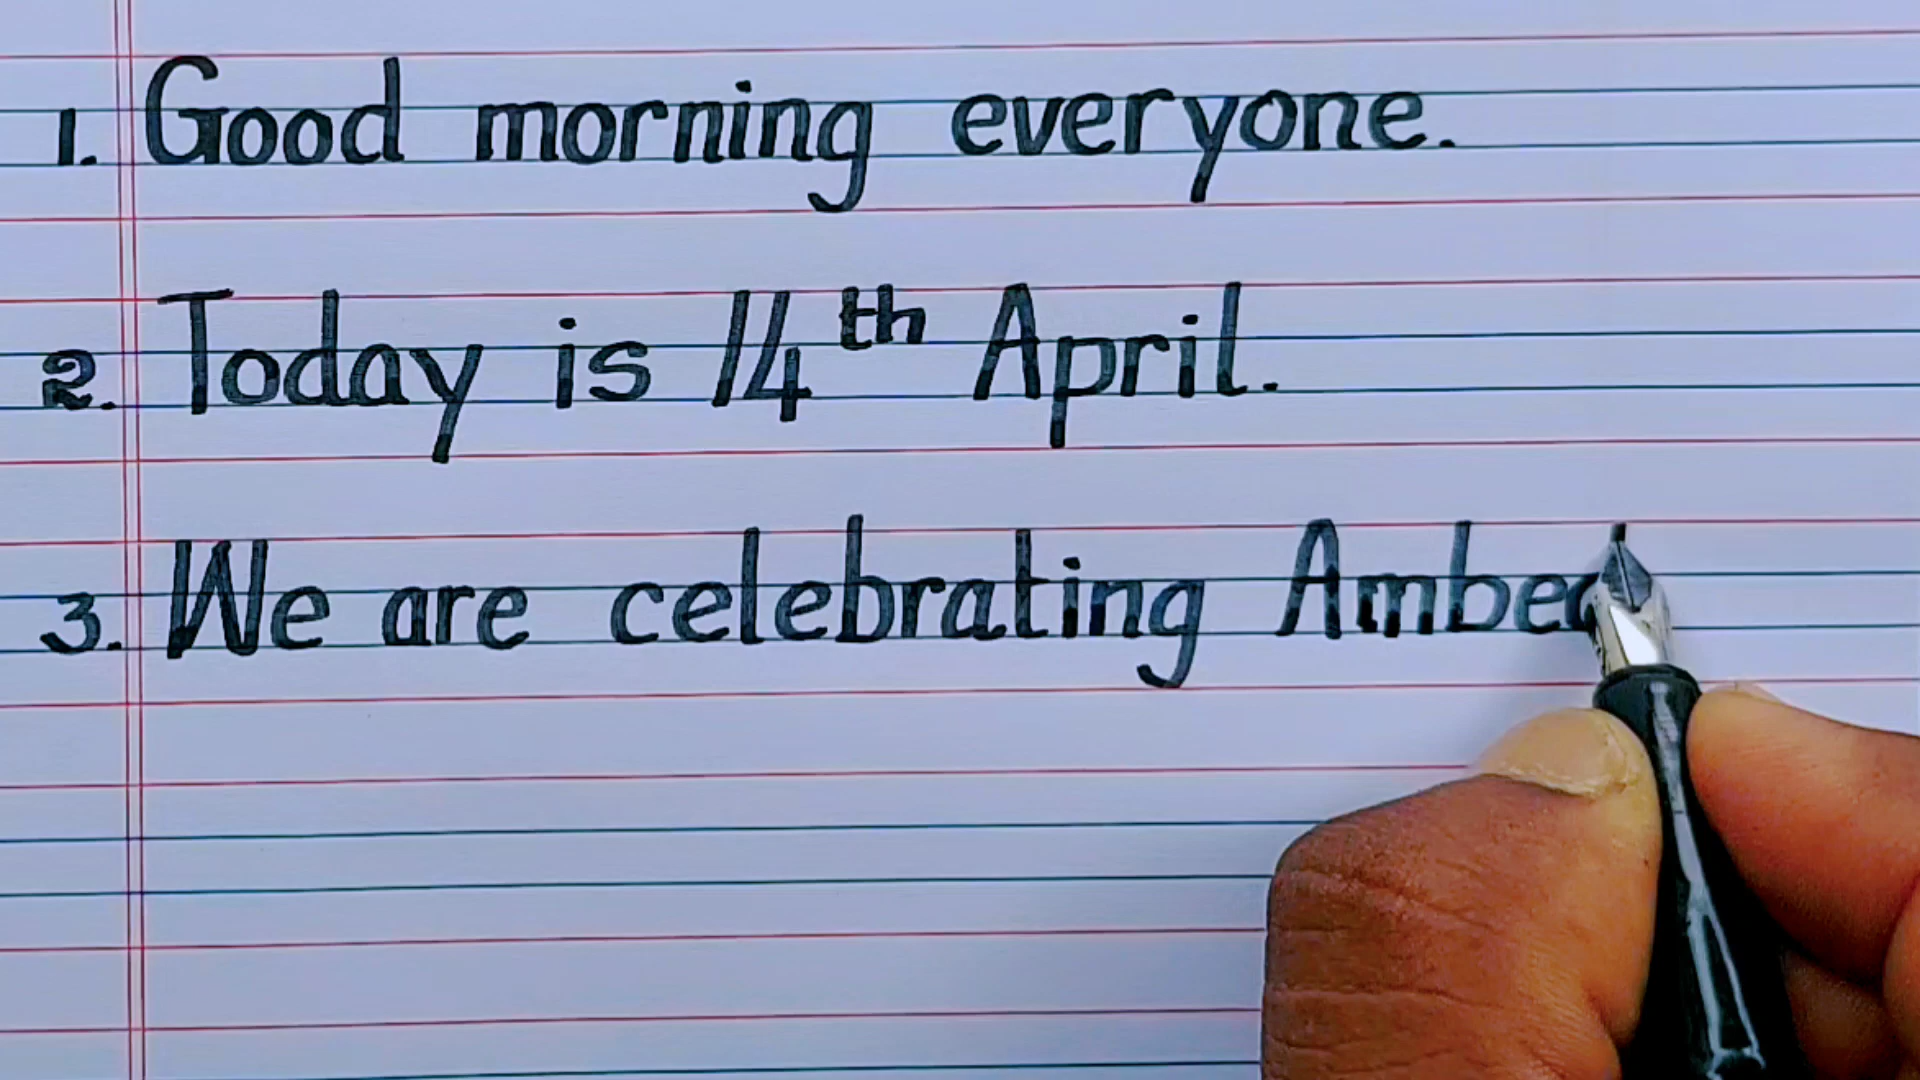 1. Good morning everyone.
2. Today is 14th April.
3. We are celebrating